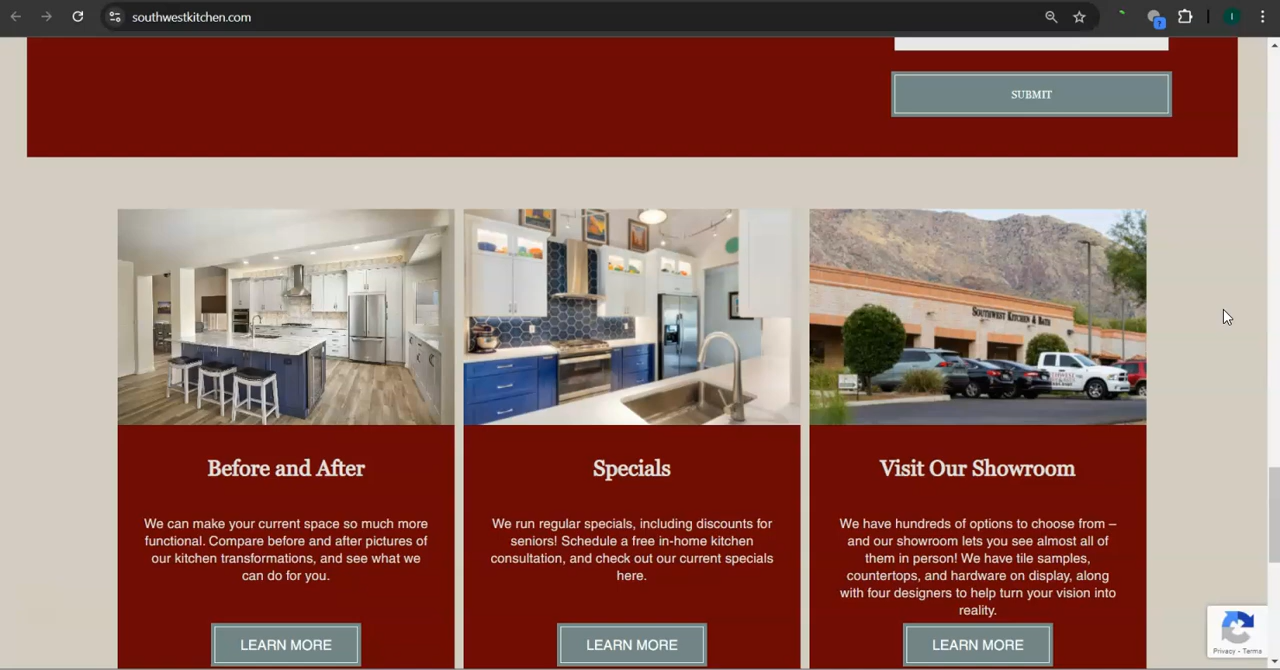 southwestkitchen.com
SUBMIT
SOUTHWEST KITCHEN & BATH
Before and After
Specials
Visit Our Showroom
We can make your current space so much more
functional. Compare before and after pictures of
our kitchen transformations, and see what we
can do for you.
We run regular specials, including discounts for
seniors! Schedule a free in-home kitchen
consultation, and check out our current specials
here.
We have hundreds of options to choose from –
and our showroom lets you see almost all of
them in person! We have tile samples,
countertops, and hardware on display, along
with four designers to help turn your vision into
reality.
LEARN MORE
LEARN MORE
LEARN MORE
Privacy - Terms